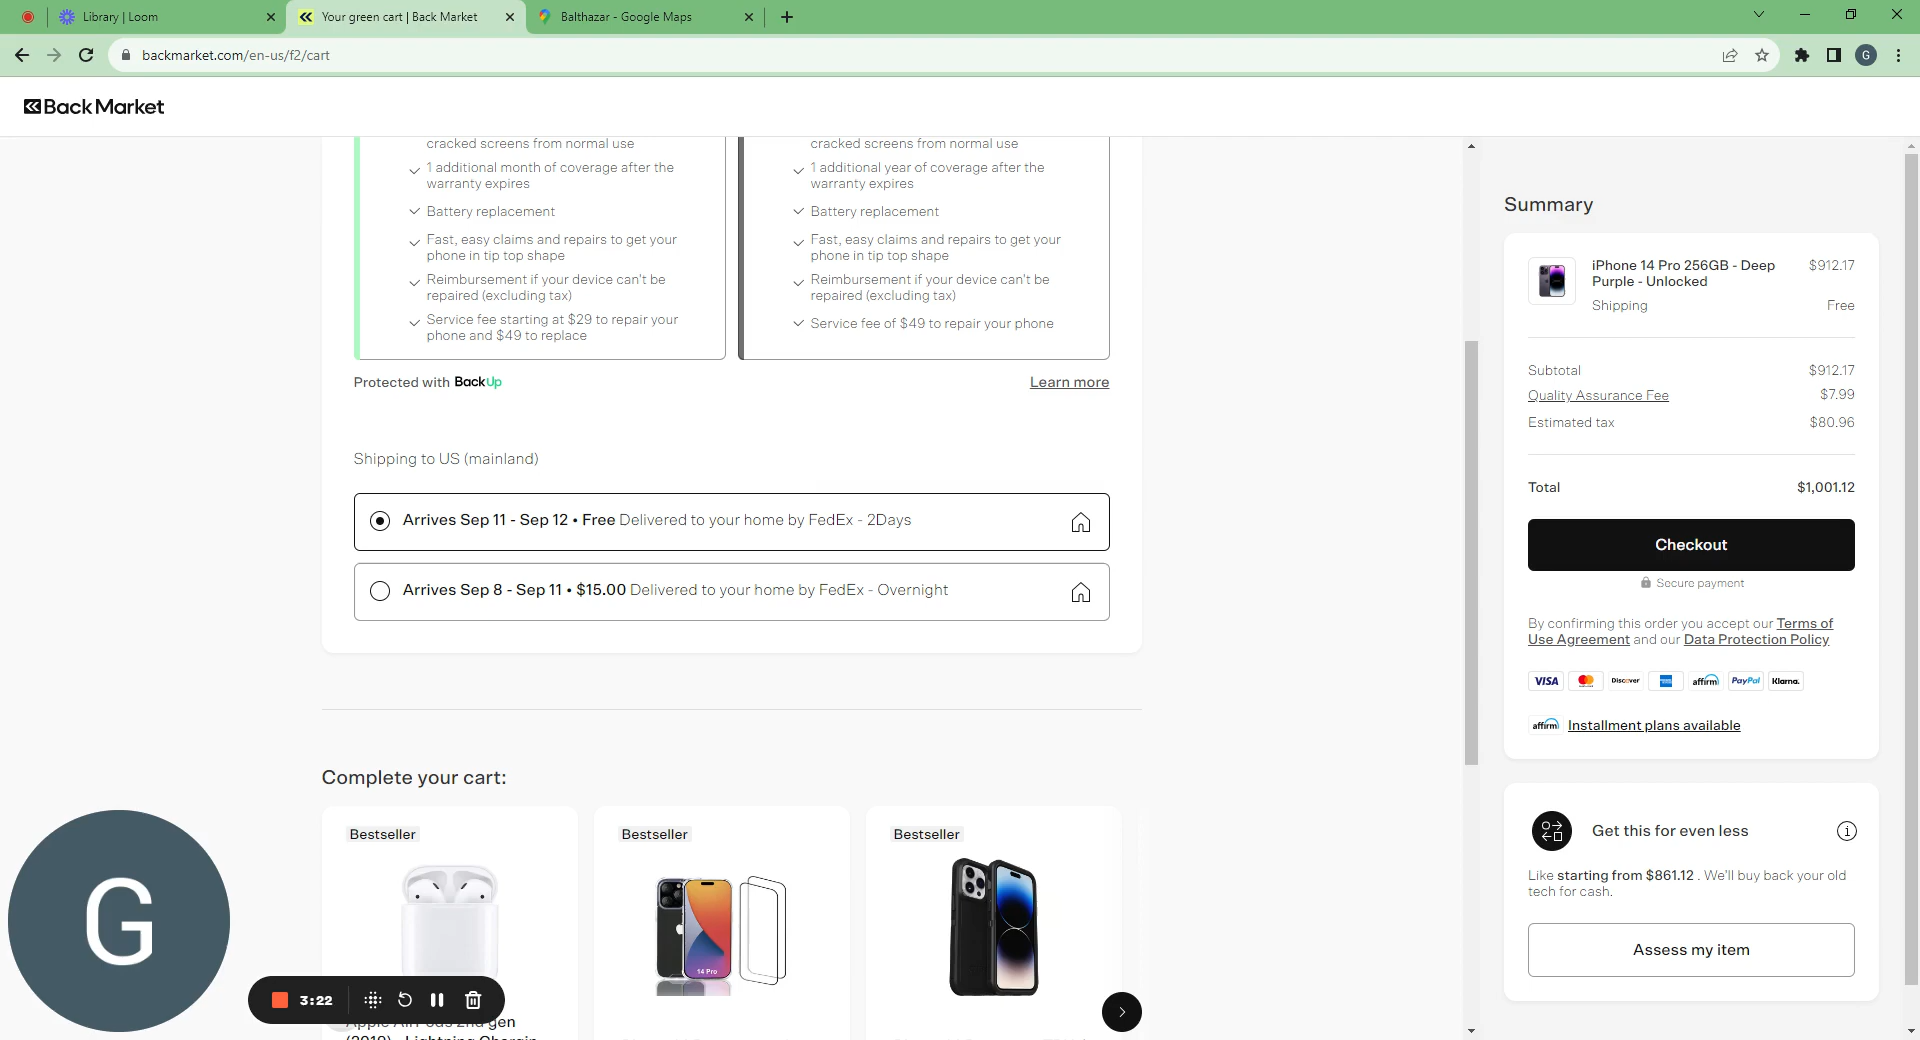 Library | Loom
Your green cart | Back Market
Balthazar - Google Maps
backmarket.com/en-us/f2/cart
G
Back Market
cracked screens from normal use
1 additional month of coverage after the
warranty expires
Battery replacement
Fast, easy claims and repairs to get your
phone in tip top shape
Reimbursement if your device can't be
repaired (excluding tax)
Service fee starting at $29 to repair your
phone and $49 to replace
cracked screens from normal use
1 additional year of coverage after the
warranty expires
Battery replacement
Fast, easy claims and repairs to get your
phone in tip top shape
Reimbursement if your device can't be
repaired (excluding tax)
Service fee of $49 to repair your phone
Protected with BackUp
Learn more
Shipping to US (mainland)
Arrives Sep 11 - Sep 12 • Free Delivered to your home by FedEx - 2Days
Arrives Sep 8 - Sep 11 • $15.00 Delivered to your home by FedEx - Overnight
Complete your cart:
Bestseller
Bestseller
Bestseller
14 Pro
Apple AirPods 2nd gen
(2019) - Lightning Chargin
G
3:22
Summary
iPhone 14 Pro 256GB - Deep
Purple - Unlocked
$912.17
Shipping
Free
Subtotal
$912.17
Quality Assurance Fee
$7.99
Estimated tax
$80.96
Total
$1,001.12
Checkout
Secure payment
By confirming this order you accept our Terms of
Use Agreement and our Data Protection Policy
VISA
Discover
affirm
PayPal
Klarna.
affirm Installment plans available
Get this for even less
Like starting from $861.12 . We'll buy back your old
tech for cash.
Assess my item